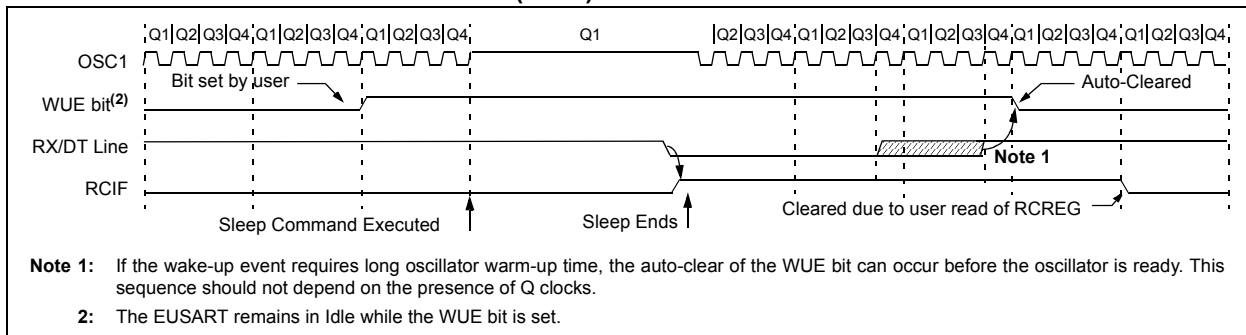 Q1 Q2 Q3 Q4 Q1 Q2 Q3 Q4 Q1 Q2 Q3 Q4 Q1 Q2 Q3 Q4 Q1 Q2 Q3 Q4 Q1 Q2 Q3 Q4 Q1 Q2 Q3 Q4 Q1 Q2 Q3 Q4
OSC1
Bit set by user
Auto-Cleared
WUE bit(2)
RX/DT Line
Note 1
RCIF
Cleared due to user read of RCREG
Sleep Command Executed
Sleep Ends
Note 1: If the wake-up event requires long oscillator warm-up time, the auto-clear of the WUE bit can occur before the oscillator is ready. This
sequence should not depend on the presence of Q clocks.
2: The EUSART remains in Idle while the WUE bit is set.